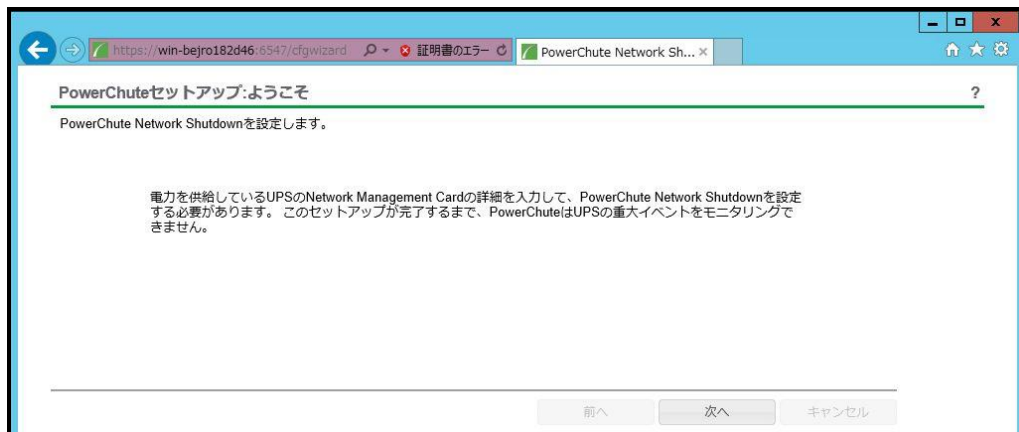 https://win-bejro182d46:6547/cfgwizard
証明書のエラー
PowerChute Network Sh...
PowerChuteセットアップ:ようこそ
?
PowerChute Network Shutdownを設定します。
電力を供給しているUPSのNetwork Management Cardの詳細を入力して、PowerChute Network Shutdownを設定
する必要があります。 このセットアップが完了するまで、PowerChuteはUPSの重大イベントをモニタリングで
きません。
前へ
次へ
キャンセル